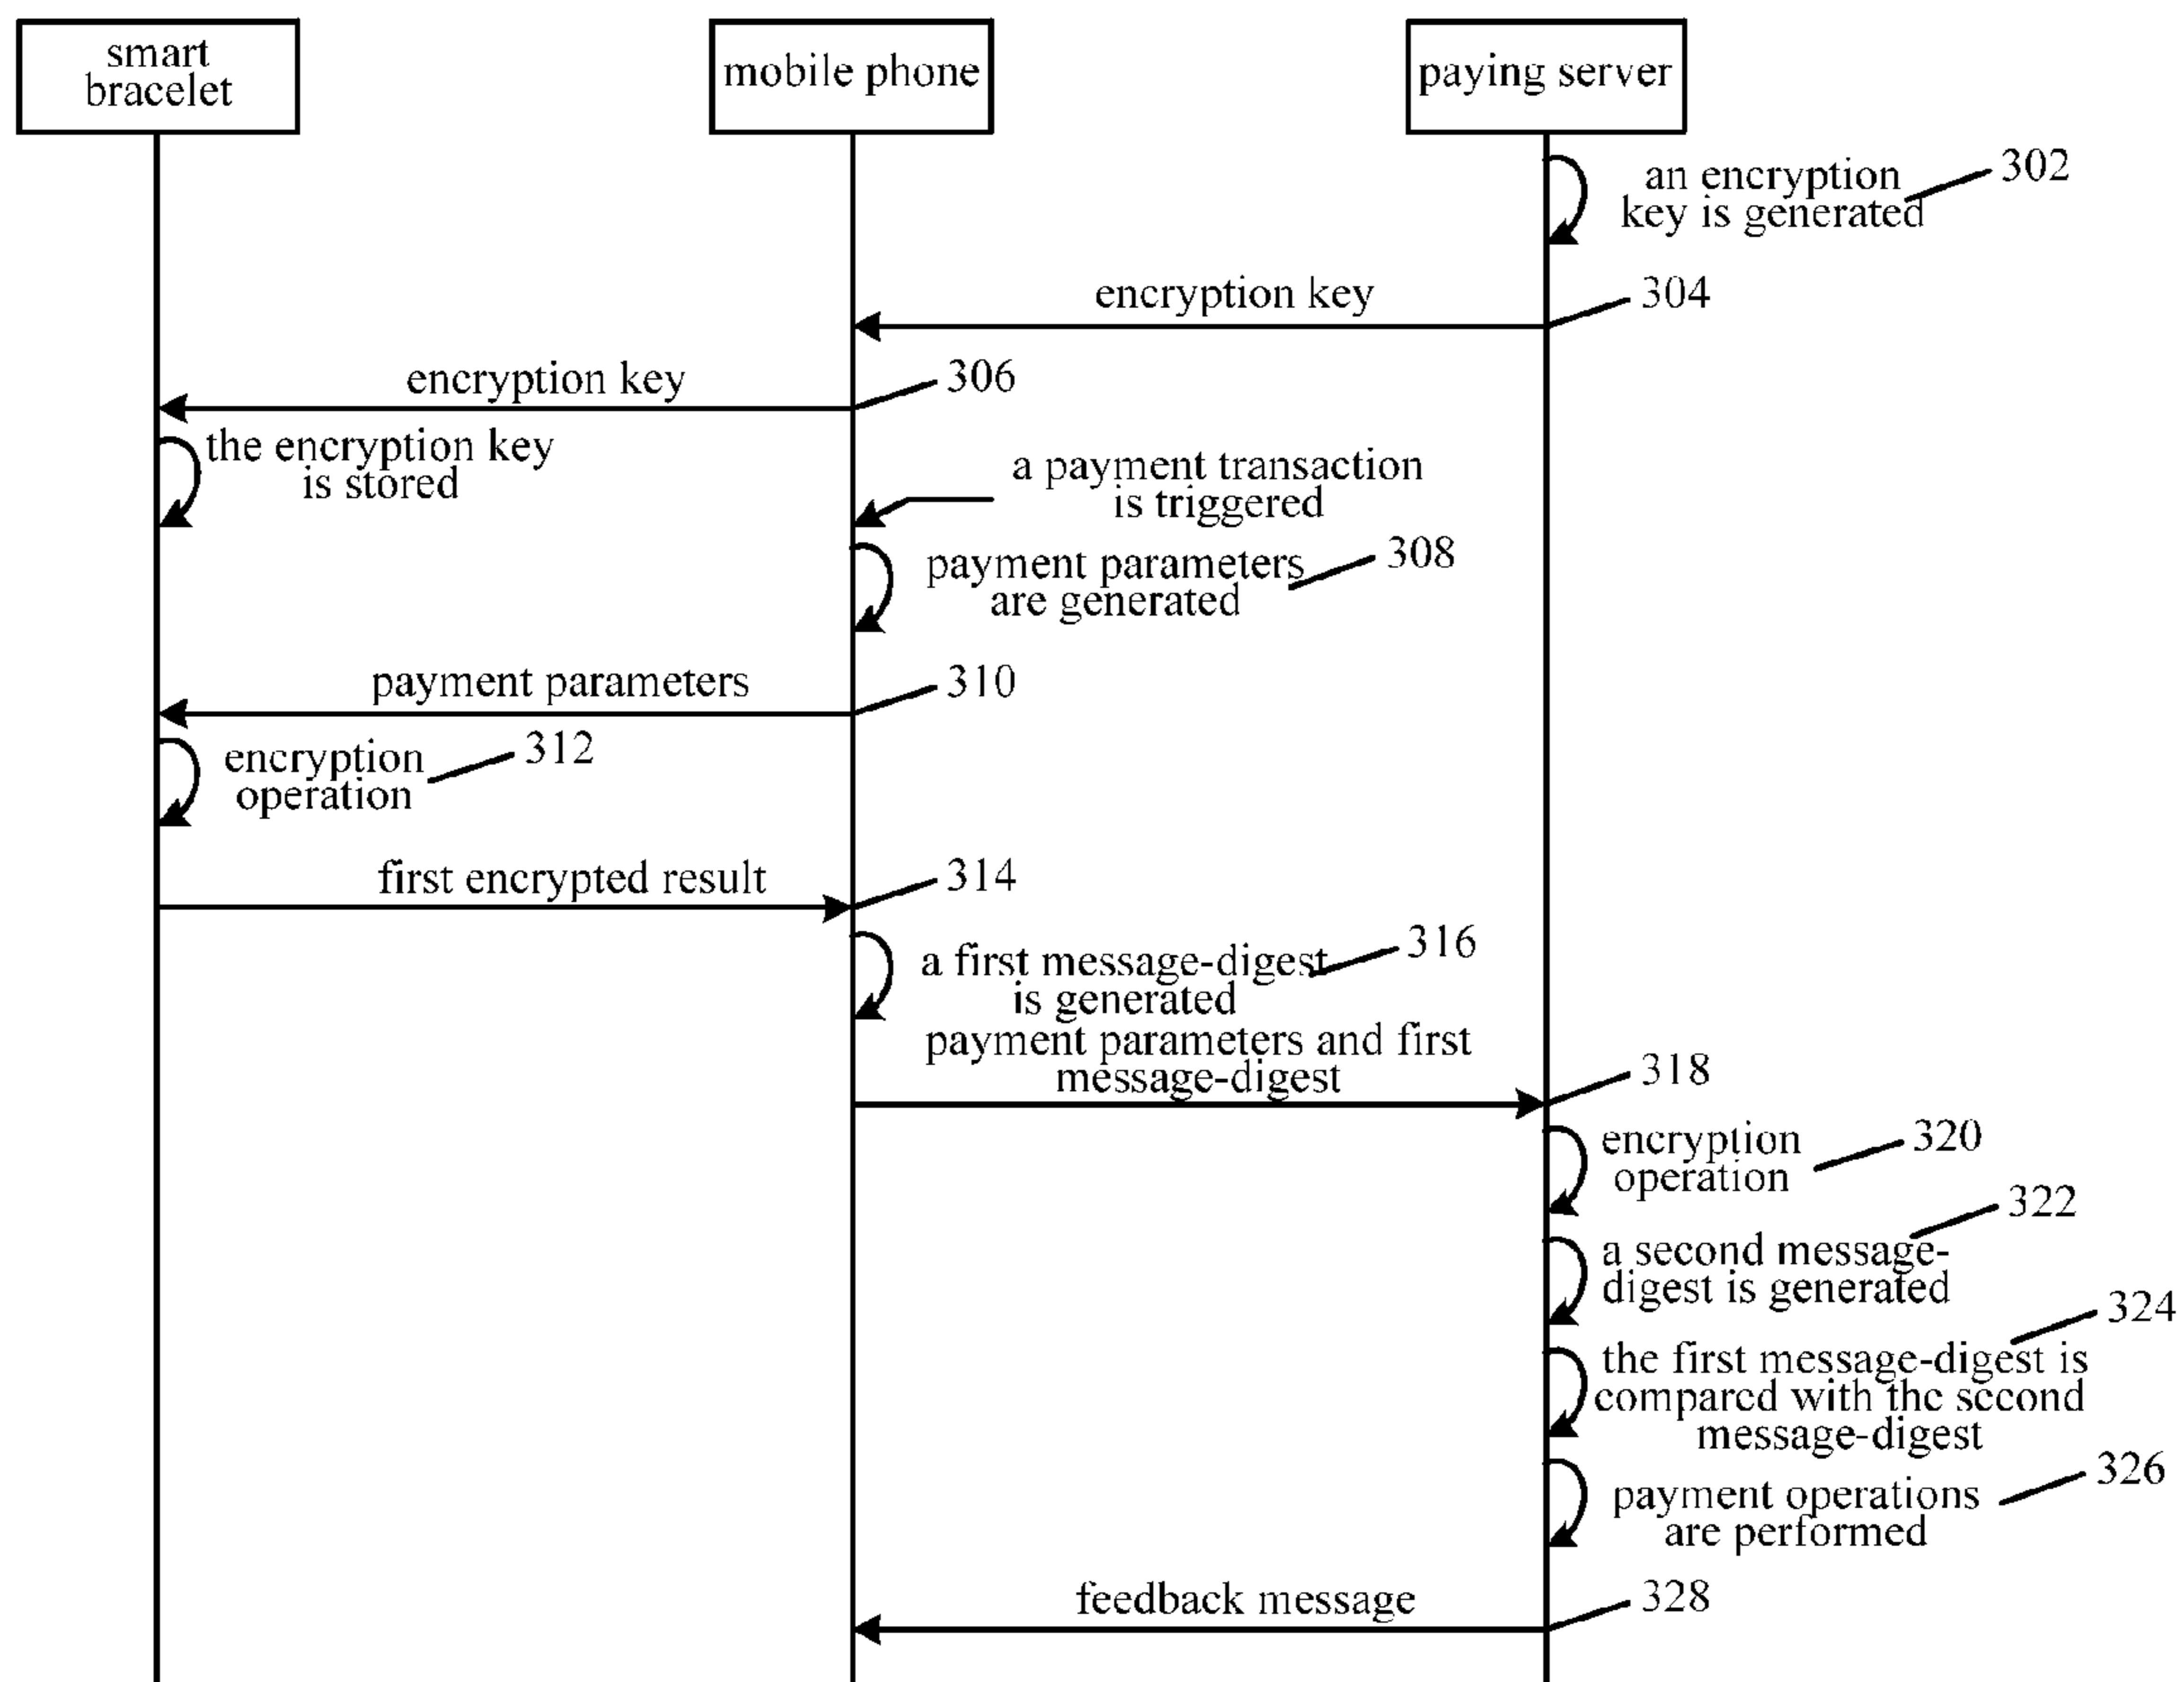 smart
bracelet
mobile phone
paying server
an encryption
key is generated
302
encryption key
304
encryption key
306
the encryption key
is stored
a payment transaction
is triggered
payment parameters
are generated
308
payment parameters
310
encryption
operation
312
first encrypted result
314
a first message-digest
is generated
316
payment parameters and first
message-digest
318
encryption
operation
320
322
a second message-
digest is generated
324
the first message-digest is
compared with the second
message-digest
326
payment operations
are performed
feedback message
328